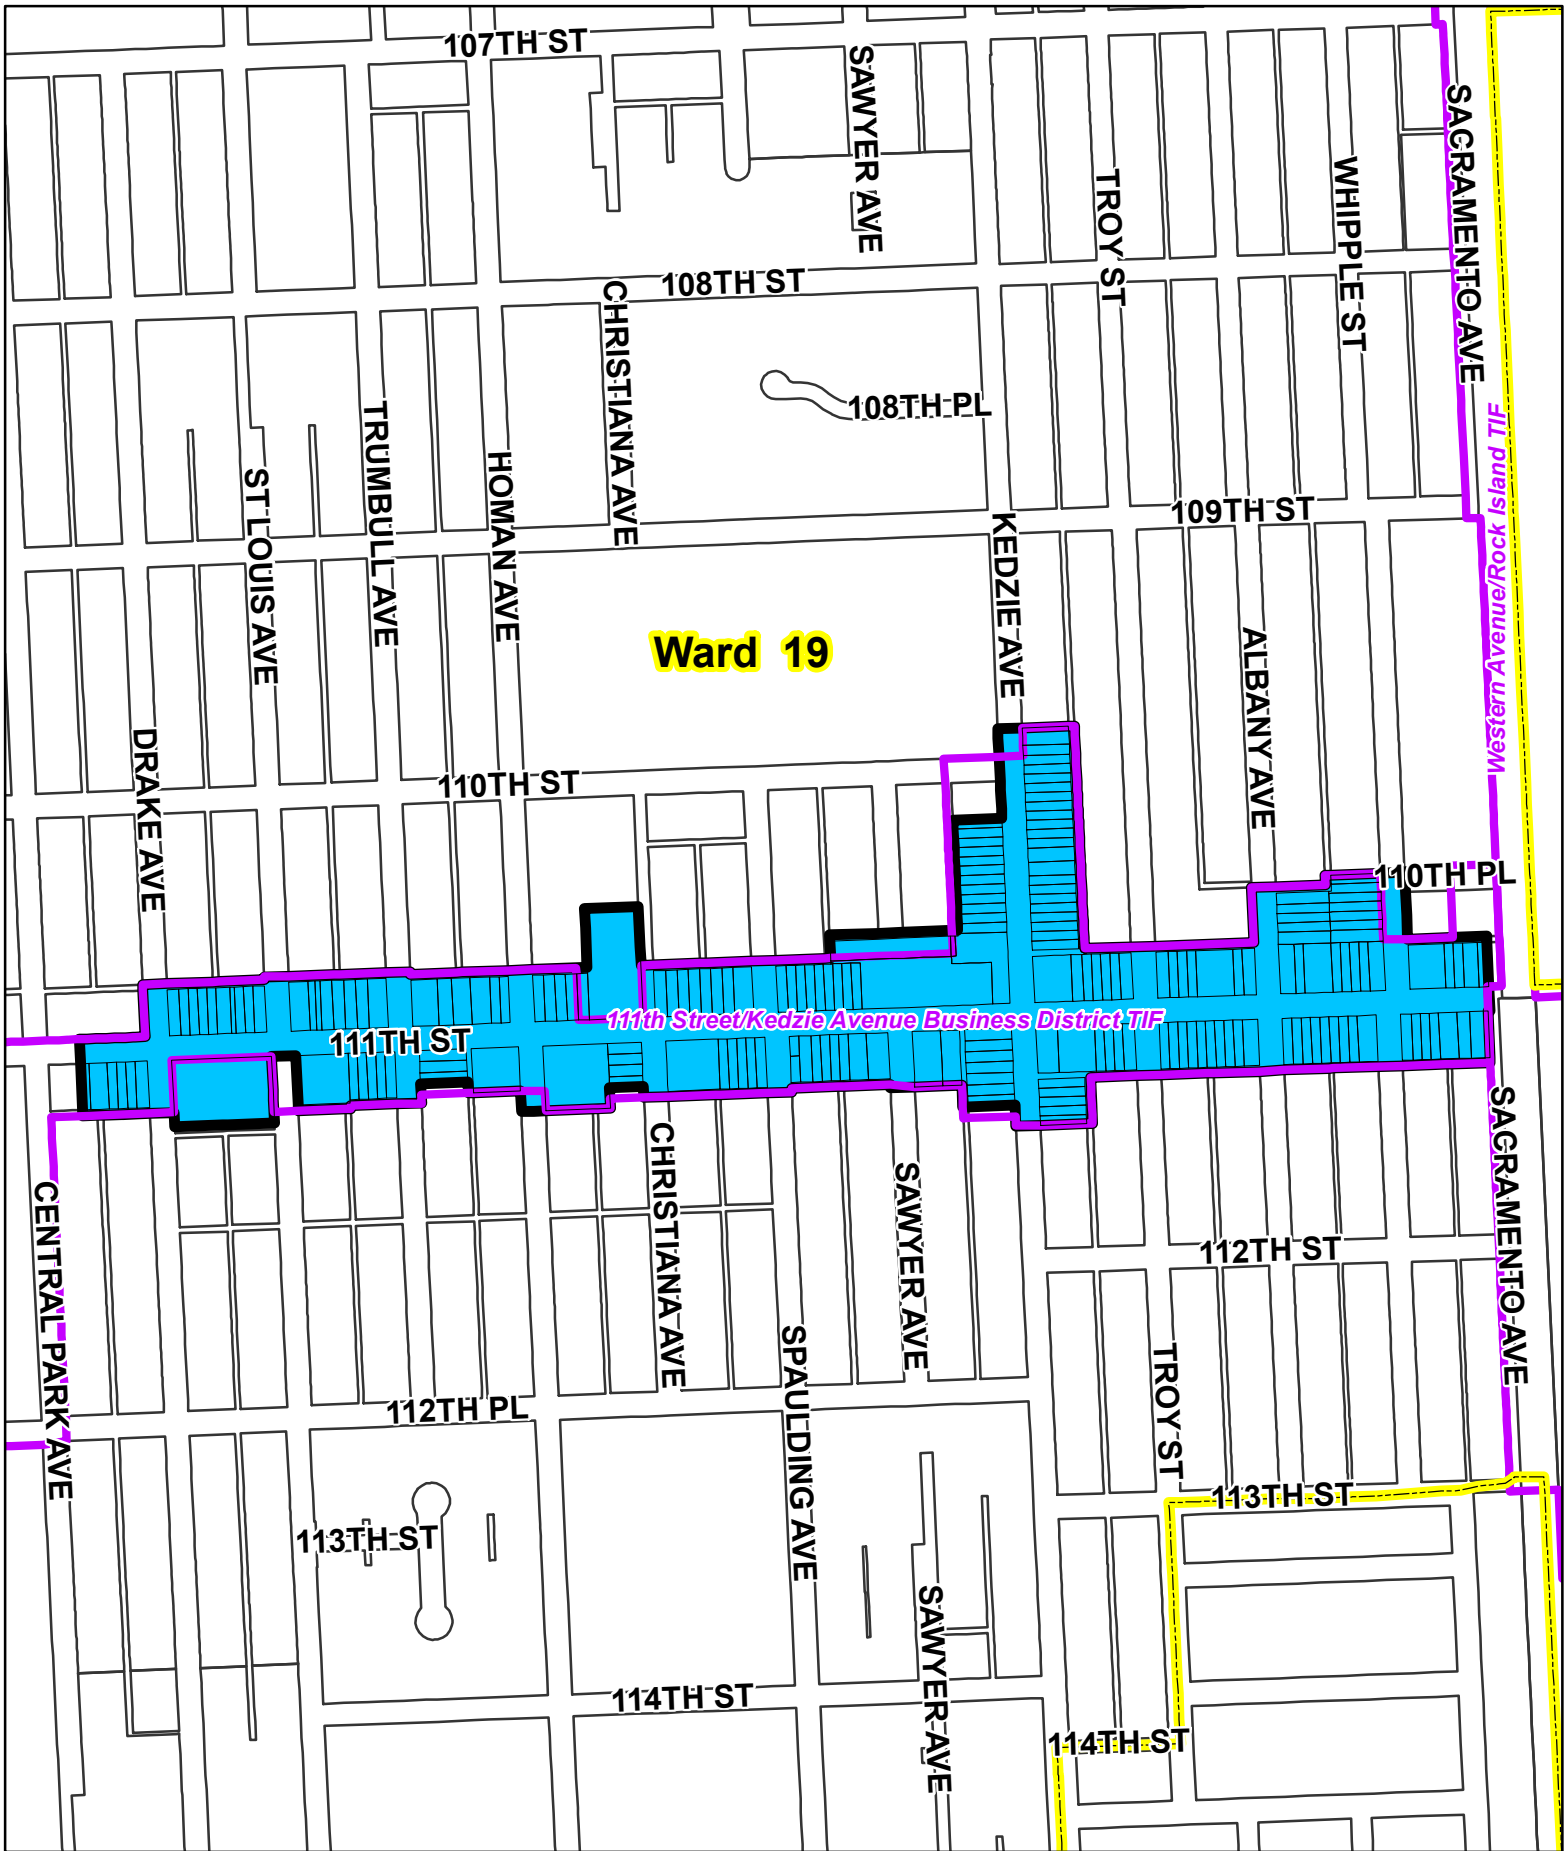 107TH ST
SAWYER AVE
SACRAMENTO AVE
WHIPPLE ST
TROY ST
108TH ST
CHRISTIANA AVE
108TH PL
TRUMBULL AVE
HOMAN AVE
ST LOUIS AVE
109TH ST
KEDZIE AVE
Western Avenue/Rock Island TIF
Ward 19
ALBANY AVE
DRAKE AVE
110TH ST
110TH PL
111th Street/Kedzie Avenue Business District TIF
111TH ST
SACRAMENTO AVE
CHRISTIANA AVE
SAWYER AVE
CENTRAL PARK AVE
112TH ST
SPAULDING AVE
TROY ST
112TH PL
113TH ST
113TH ST
SAWYER AVE
114TH ST
114TH ST